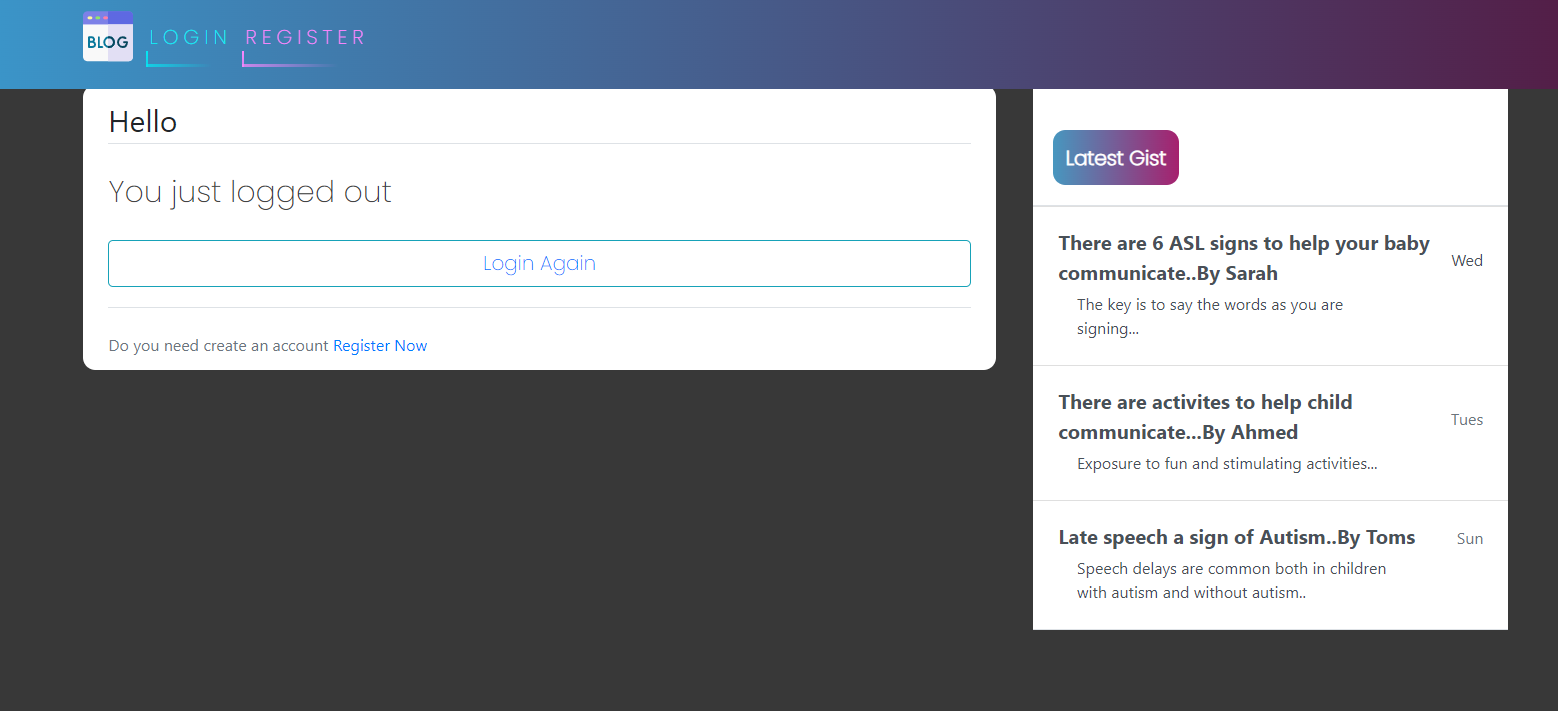 BLOG
LOGIN REGISTER
Hello
You just logged out
Login Again
Do you need create an account Register Now
Latest Gist
There are 6 ASL signs to help your baby
communicate..By Sarah
Wed
The key is to say the words as you are
signing...
There are activites to help child
communicate...By Ahmed
Tues
Exposure to fun and stimulating activities...
Late speech a sign of Autism..By Toms
Sun
Speech delays are common both in children
with autism and without autism..